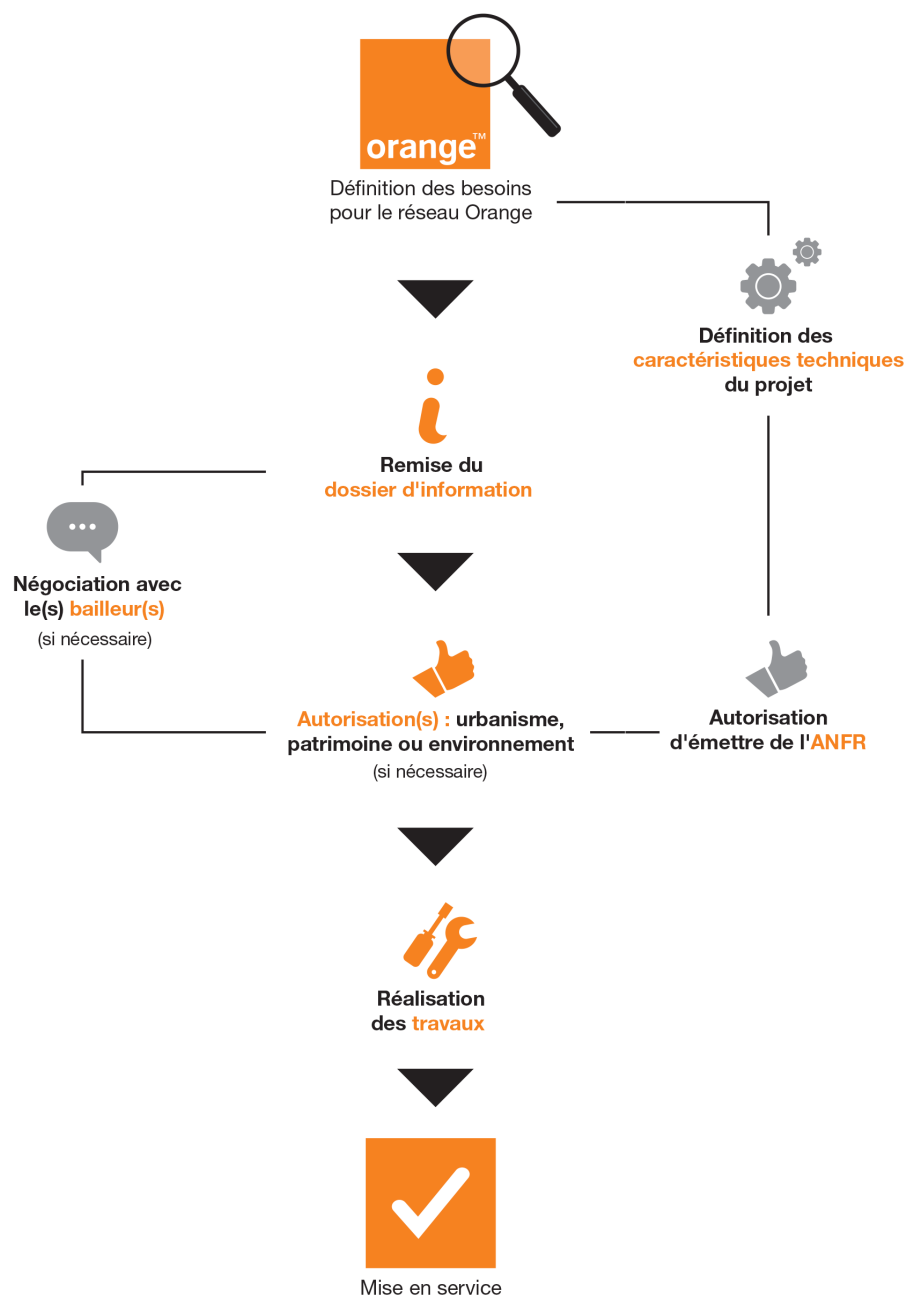 orange™
Définition des besoins
pour le réseau Orange
Définition des
caractéristiques techniques
du projet
Remise du
dossier d'information
Négociation avec
le(s) bailleur(s)
(si nécessaire)
Autorisation(s) : urbanisme,
patrimoine ou environnement
(si nécessaire)
Autorisation
d'émettre de l'ANFR
Réalisation
des travaux
Mise en service